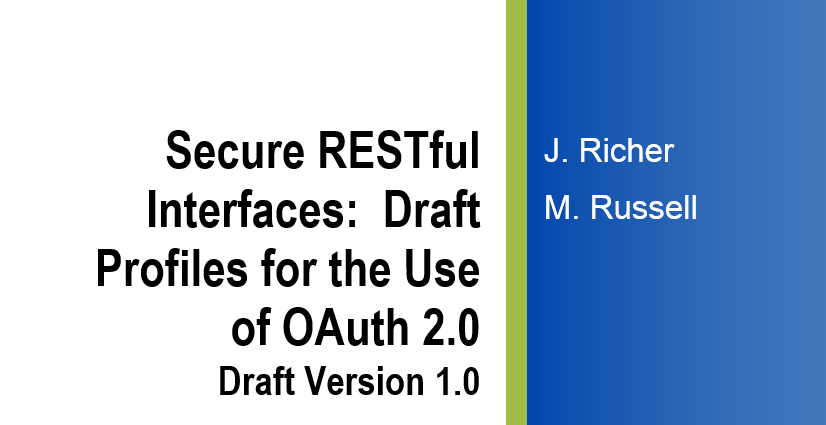 Secure RESTful
Interfaces:  Draft
Profiles for the Use
of OAuth 2.0
Draft Version 1.0
J. Richer
M. Russell